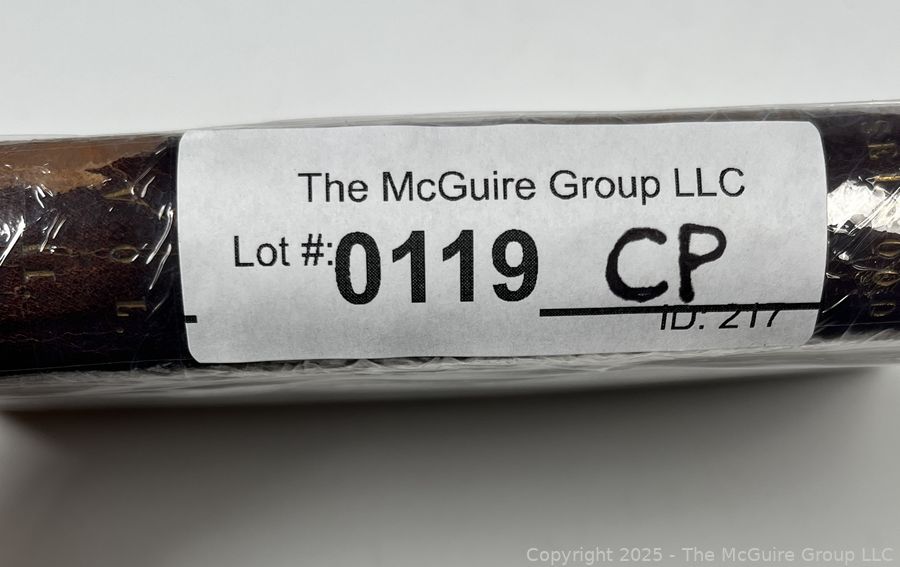 The McGuire Group LLC
Lot #:0119 CP
ID: 217
Copyright 2025 - The McGuire Group LLC